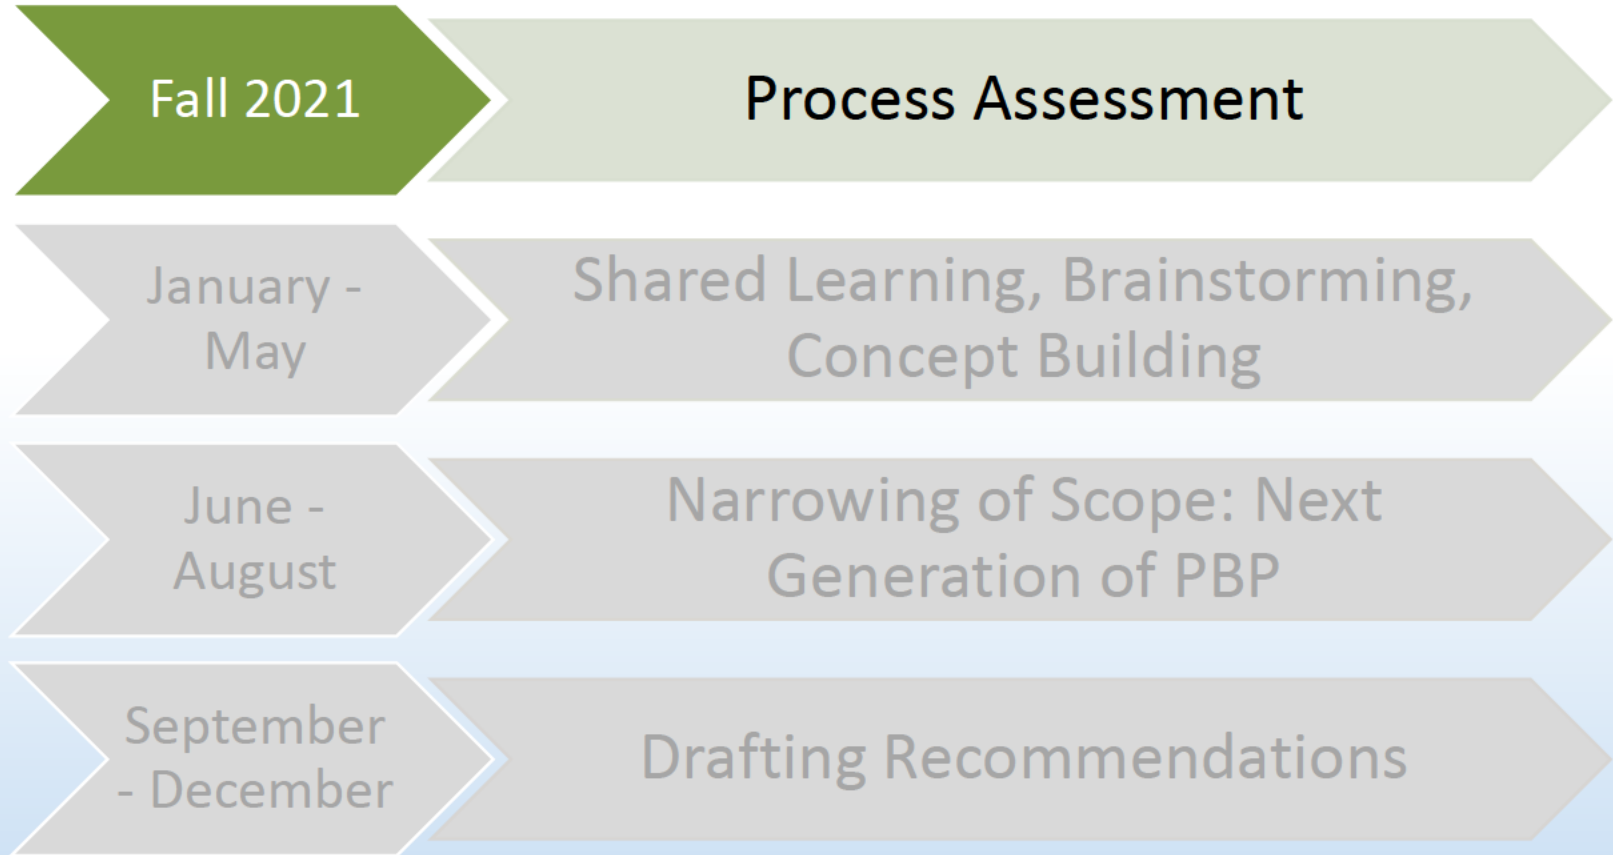 Fall 2021
Process Assessment
January -
May
Shared Learning, Brainstorming,
Concept Building
June -
August
Narrowing of Scope: Next
Generation of PBP
September
- December
Drafting Recommendations